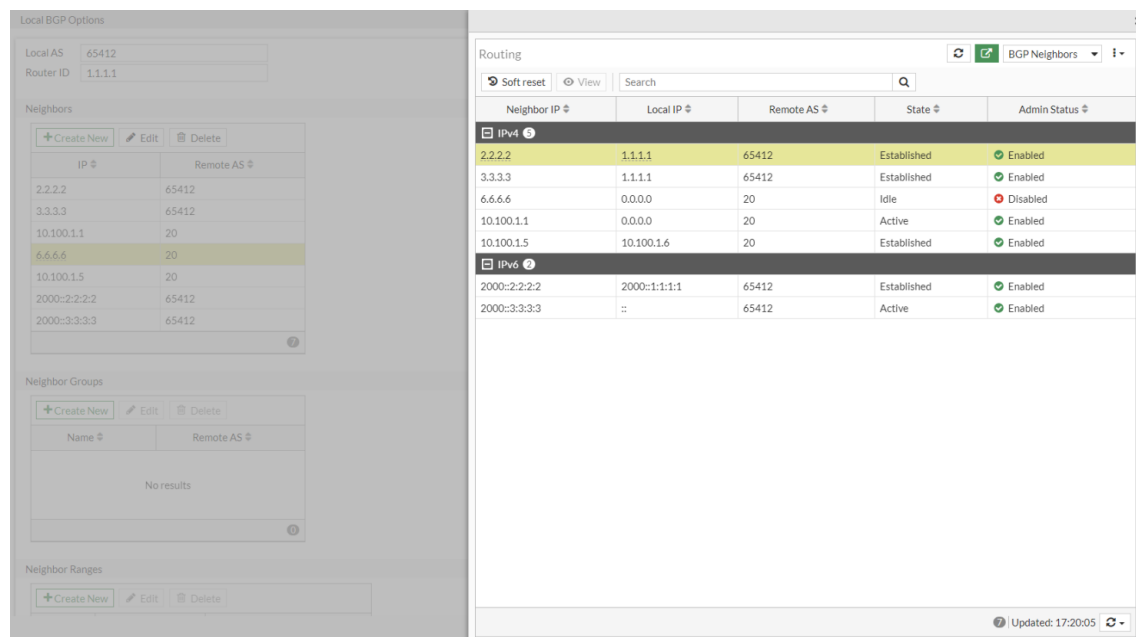 Local BGP Options
Local AS 65412
Router ID 1.1.1.1
Neighbors
Create New Edit Delete
IP Remote AS
2.2.2.2 65412
3.3.3.3 65412
10.100.1.1 20
6.6.6.6 20
10.100.1.5 20
2000::2:2:2:2 65412
2000::3:3:3:3 65412
7
Neighbor Groups
Create New Edit Delete
Name Remote AS
No results
0
Neighbor Ranges
Create New Edit Delete
Routing BGP Neighbors
Soft reset View Search
Neighbor IP Local IP Remote AS State Admin Status
IPv4 5
2.2.2.2 1.1.1.1 65412 Established Enabled
3.3.3.3 1.1.1.1 65412 Established Enabled
6.6.6.6 0.0.0.0 20 Idle Disabled
10.100.1.1 0.0.0.0 20 Active Enabled
10.100.1.5 10.100.1.6 20 Established Enabled
IPv6 2
2000::2:2:2:2 2000::1:1:1:1 65412 Established Enabled
2000::3:3:3:3 :: 65412 Active Enabled
7 Updated: 17:20:05